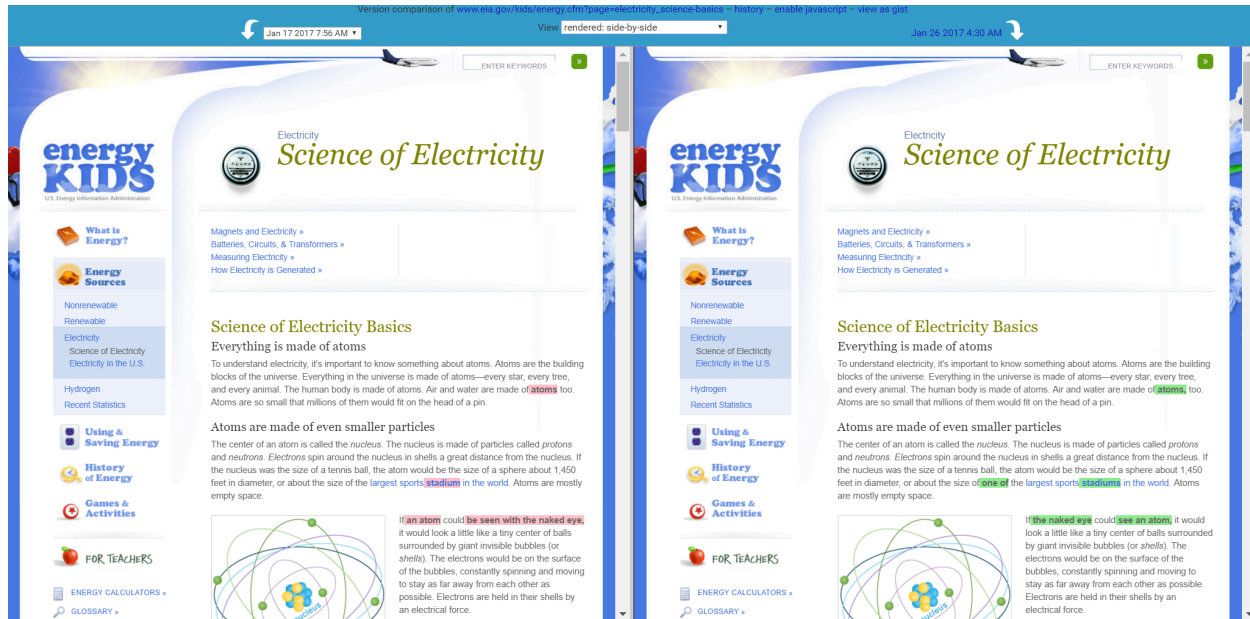 Version comparison of www.eia.gov/kids/energy.cfm?page=electricity_science-basics – history – enable javascript – view as gist
Jan 17 2017 7:56 AM
View rendered: side-by-side
Jan 26 2017 4:30 AM
ENTER KEYWORDS
»
Electricity
Science of Electricity
energy
KIDS
U.S. Energy Information Administration
Magnets and Electricity »
Batteries, Circuits, & Transformers »
Measuring Electricity »
How Electricity is Generated »
What is
Energy?
Energy
Sources
Nonrenewable
Renewable
Electricity
Science of Electricity
Electricity in the U.S.
Hydrogen
Recent Statistics
Using &
Saving Energy
History
of Energy
Games &
Activities
FOR TEACHERS
ENERGY CALCULATORS »
GLOSSARY »
Science of Electricity Basics
Everything is made of atoms
To understand electricity, it's important to know something about atoms. Atoms are the building
blocks of the universe. Everything in the universe is made of atoms—every star, every tree,
and every animal. The human body is made of atoms. Air and water are made of atoms too.
Atoms are so small that millions of them would fit on the head of a pin.
Atoms are made of even smaller particles
The center of an atom is called the nucleus. The nucleus is made of particles called protons
and neutrons. Electrons spin around the nucleus in shells a great distance from the nucleus. If
the nucleus was the size of a tennis ball, the atom would be the size of a sphere about 1,450
feet in diameter, or about the size of the largest sports stadium in the world. Atoms are mostly
empty space.
If an atom could be seen with the naked eye,
it would look a little like a tiny center of balls
surrounded by giant invisible bubbles (or
shells). The electrons would be on the surface
of the bubbles, constantly spinning and moving
to stay as far away from each other as
possible. Electrons are held in their shells by
an electrical force.
nucleus
ENTER KEYWORDS
»
Electricity
Science of Electricity
energy
KIDS
U.S. Energy Information Administration
Magnets and Electricity »
Batteries, Circuits, & Transformers »
Measuring Electricity »
How Electricity is Generated »
What is
Energy?
Energy
Sources
Nonrenewable
Renewable
Electricity
Science of Electricity
Electricity in the U.S.
Hydrogen
Recent Statistics
Using &
Saving Energy
History
of Energy
Games &
Activities
FOR TEACHERS
ENERGY CALCULATORS »
GLOSSARY »
Science of Electricity Basics
Everything is made of atoms
To understand electricity, it's important to know something about atoms. Atoms are the building
blocks of the universe. Everything in the universe is made of atoms—every star, every tree,
and every animal. The human body is made of atoms. Air and water are made of atoms, too.
Atoms are so small that millions of them would fit on the head of a pin.
Atoms are made of even smaller particles
The center of an atom is called the nucleus. The nucleus is made of particles called protons
and neutrons. Electrons spin around the nucleus in shells a great distance from the nucleus. If
the nucleus was the size of a tennis ball, the atom would be the size of a sphere about 1,450
feet in diameter, or about the size of one of the largest sports stadiums in the world. Atoms
are mostly empty space.
If the naked eye could see an atom, it would
look a little like a tiny center of balls surrounded
by giant invisible bubbles (or shells). The
electrons would be on the surface of the
bubbles, constantly spinning and moving to
stay as far away from each other as possible.
Electrons are held in their shells by an
electrical force.
nucleus